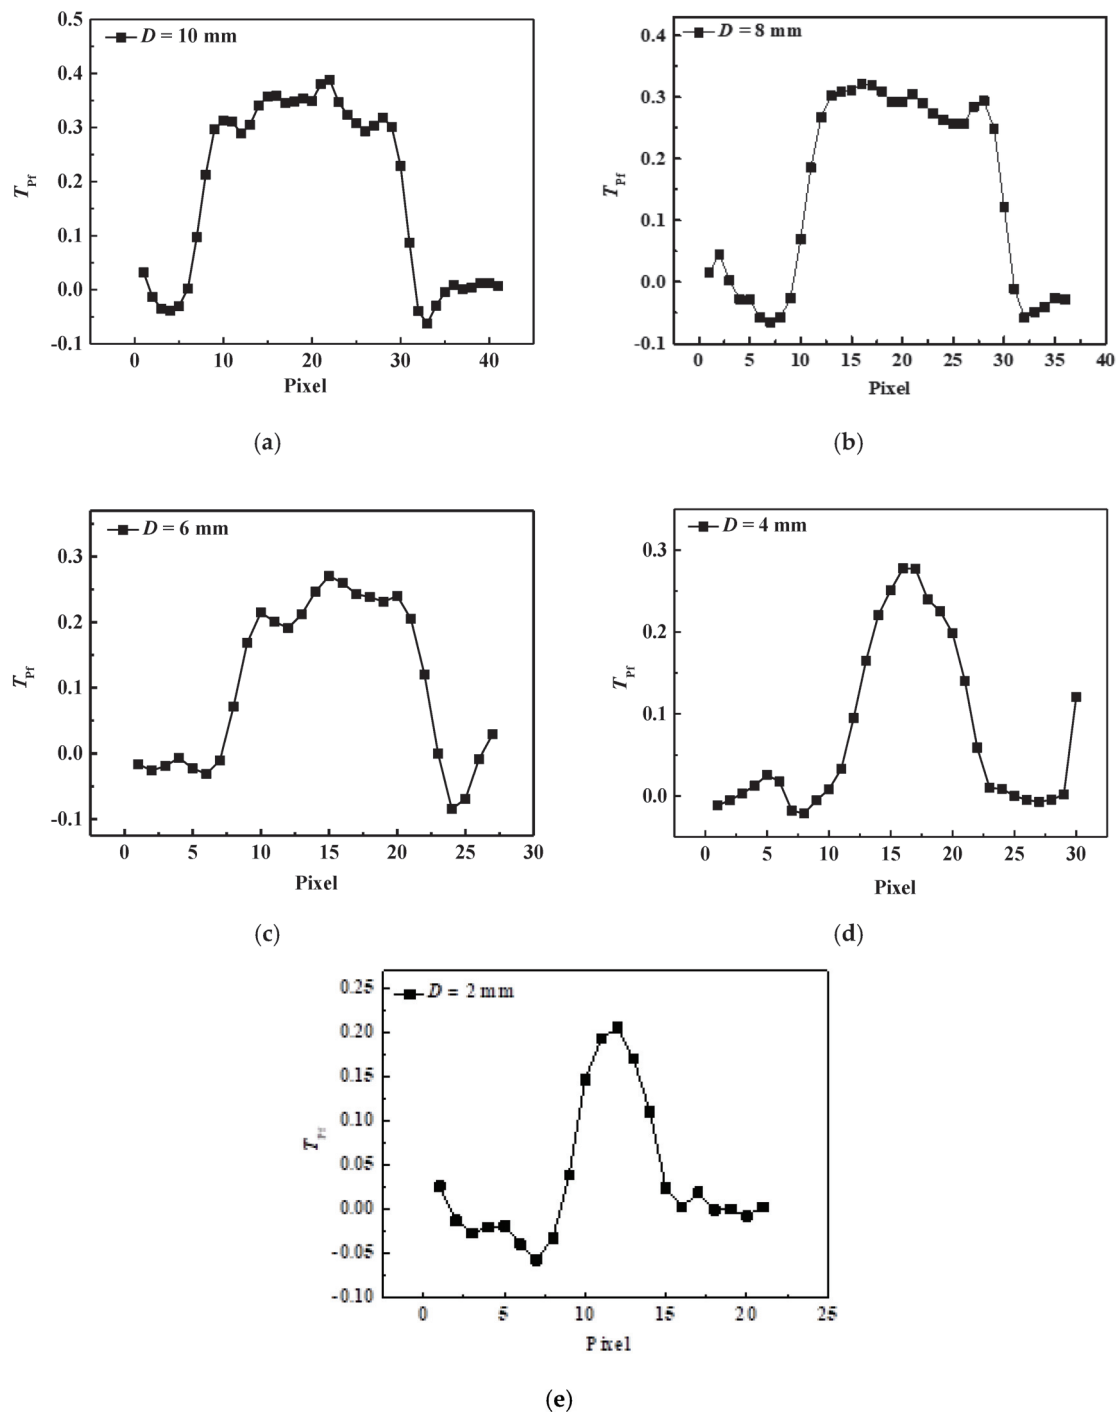 D = 10 mm
0.5
0.4
0.3
0.2
0.1
0.0
-0.1
T_Pf
0 10 20 30 40
Pixel
(a)
D = 8 mm
0.4
0.3
0.2
0.1
0.0
-0.1
T_Pf
0 5 10 15 20 25 30 35 40
Pixel
(b)
D = 6 mm
0.3
0.2
0.1
0.0
-0.1
T_Pf
0 5 10 15 20 25 30
Pixel
(c)
D = 4 mm
0.3
0.2
0.1
0.0
T_Pf
0 5 10 15 20 25 30
Pixel
(d)
D = 2 mm
0.25
0.20
0.15
0.10
0.05
0.00
-0.05
-0.10
T_Pf
0 5 10 15 20 25
Pixel
(e)